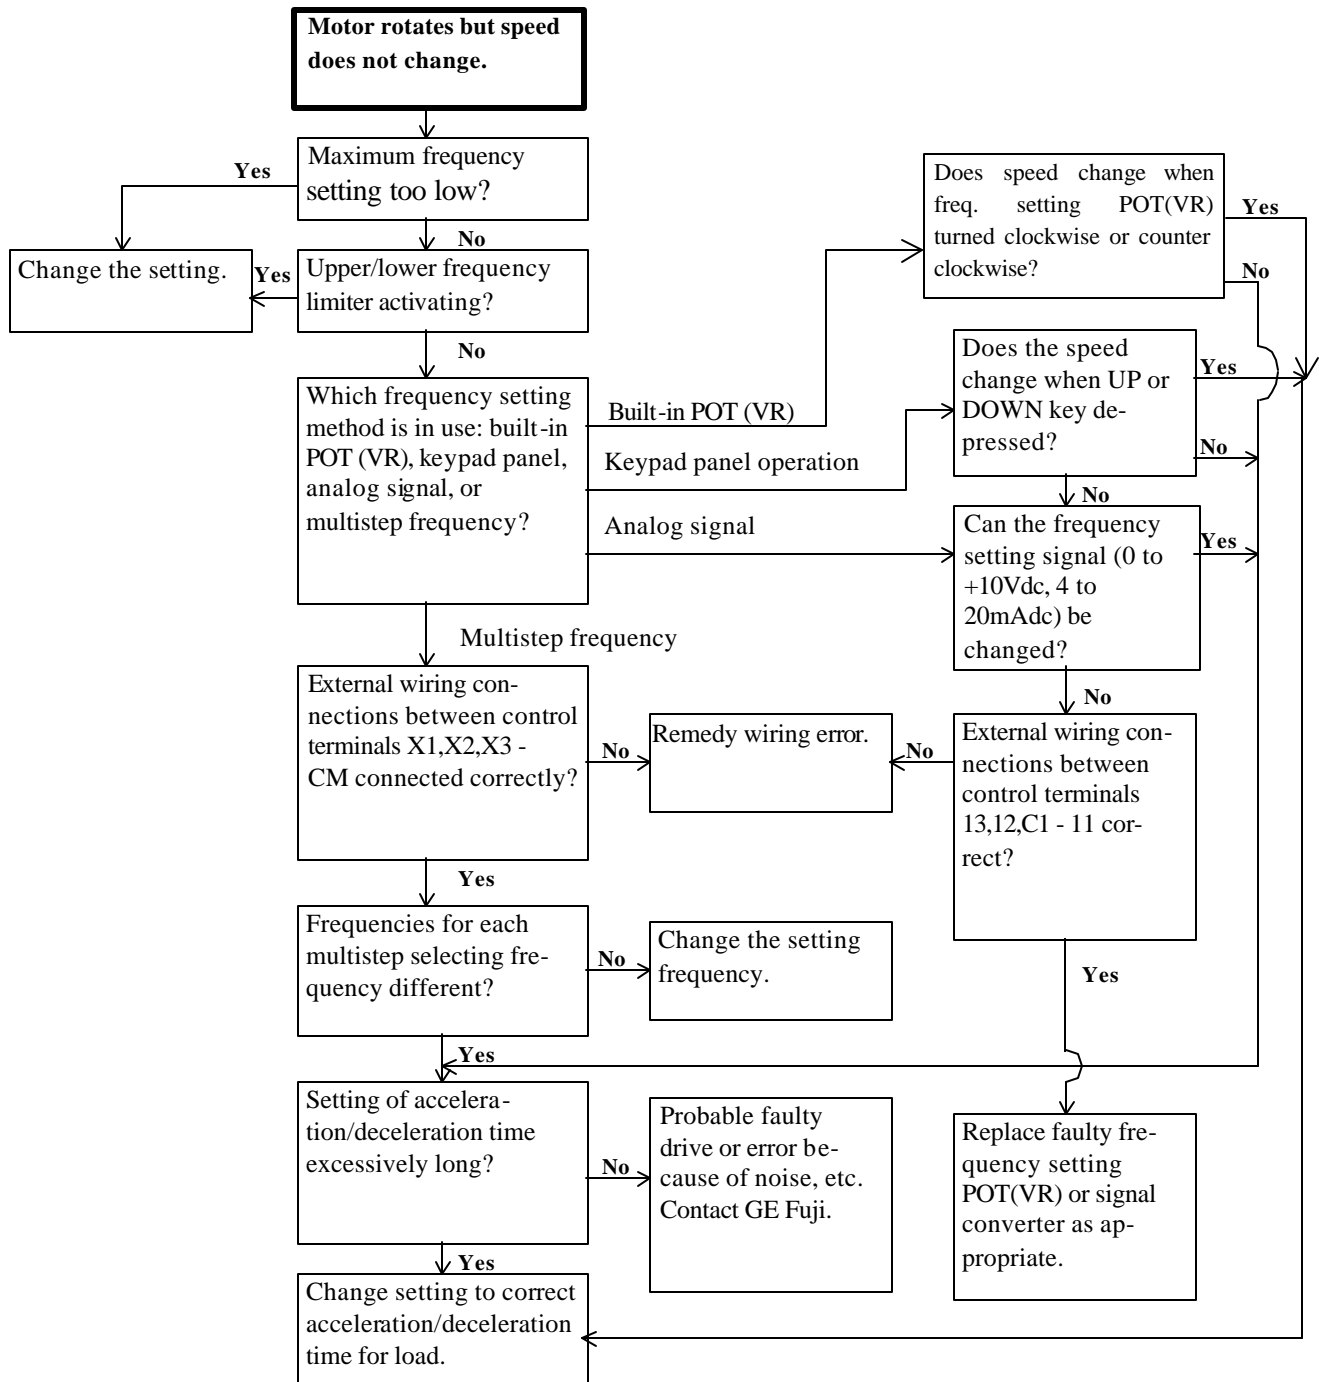 Motor rotates but speed
does not change.
Maximum frequency
setting too low?
Yes
No
Change the setting.
Yes
Upper/lower frequency
limiter activating?
No
Which frequency setting
method is in use: built-in
POT (VR), keypad panel,
analog signal, or
multistep frequency?
Built-in POT (VR)
Keypad panel operation
Analog signal
Multistep frequency
Does speed change when
freq. setting POT(VR)
turned clockwise or counter
clockwise?
Yes
No
Does the speed
change when UP or
DOWN key de-
pressed?
Yes
No
No
Can the frequency
setting signal (0 to
+10Vdc, 4 to
20mAdc) be
changed?
Yes
No
External wiring con-
nections between control
terminals X1,X2,X3 -
CM connected correctly?
No
Remedy wiring error.
No
External wiring con-
nections between
control terminals
13,12,C1 - 11 cor-
rect?
Yes
Yes
Frequencies for each
multistep selecting fre-
quency different?
No
Change the setting
frequency.
Yes
Setting of accelera-
tion/deceleration time
excessively long?
No
Probable faulty
drive or error be-
cause of noise, etc.
Contact GE Fuji.
Replace faulty fre-
quency setting
POT(VR) or signal
converter as ap-
propriate.
Yes
Change setting to correct
acceleration/deceleration
time for load.